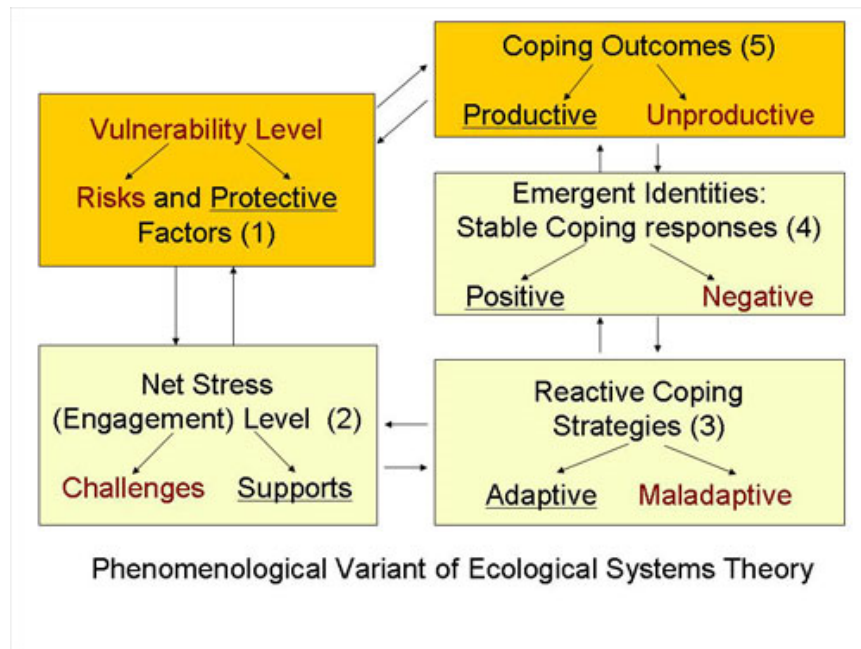 Vulnerability Level
Risks and Protective
Factors (1)
Net Stress
(Engagement) Level (2)
Challenges Supports
Reactive Coping
Strategies (3)
Adaptive Maladaptive
Emergent Identities:
Stable Coping responses (4)
Positive Negative
Coping Outcomes (5)
Productive Unproductive
Phenomenological Variant of Ecological Systems Theory